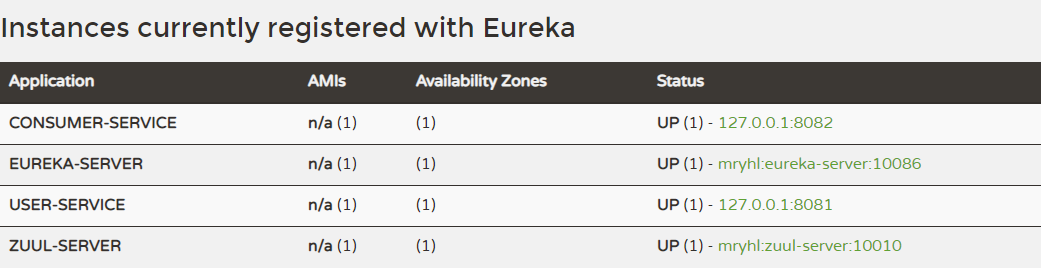 Instances currently registered with Eureka
Application AMIs Availability Zones Status
CONSUMER-SERVICE n/a (1) (1) UP (1) - 127.0.0.1:8082
EUREKA-SERVER n/a (1) (1) UP (1) - mryhl:eureka-server:10086
USER-SERVICE n/a (1) (1) UP (1) - 127.0.0.1:8081
ZUUL-SERVER n/a (1) (1) UP (1) - mryhl:zuul-server:10010